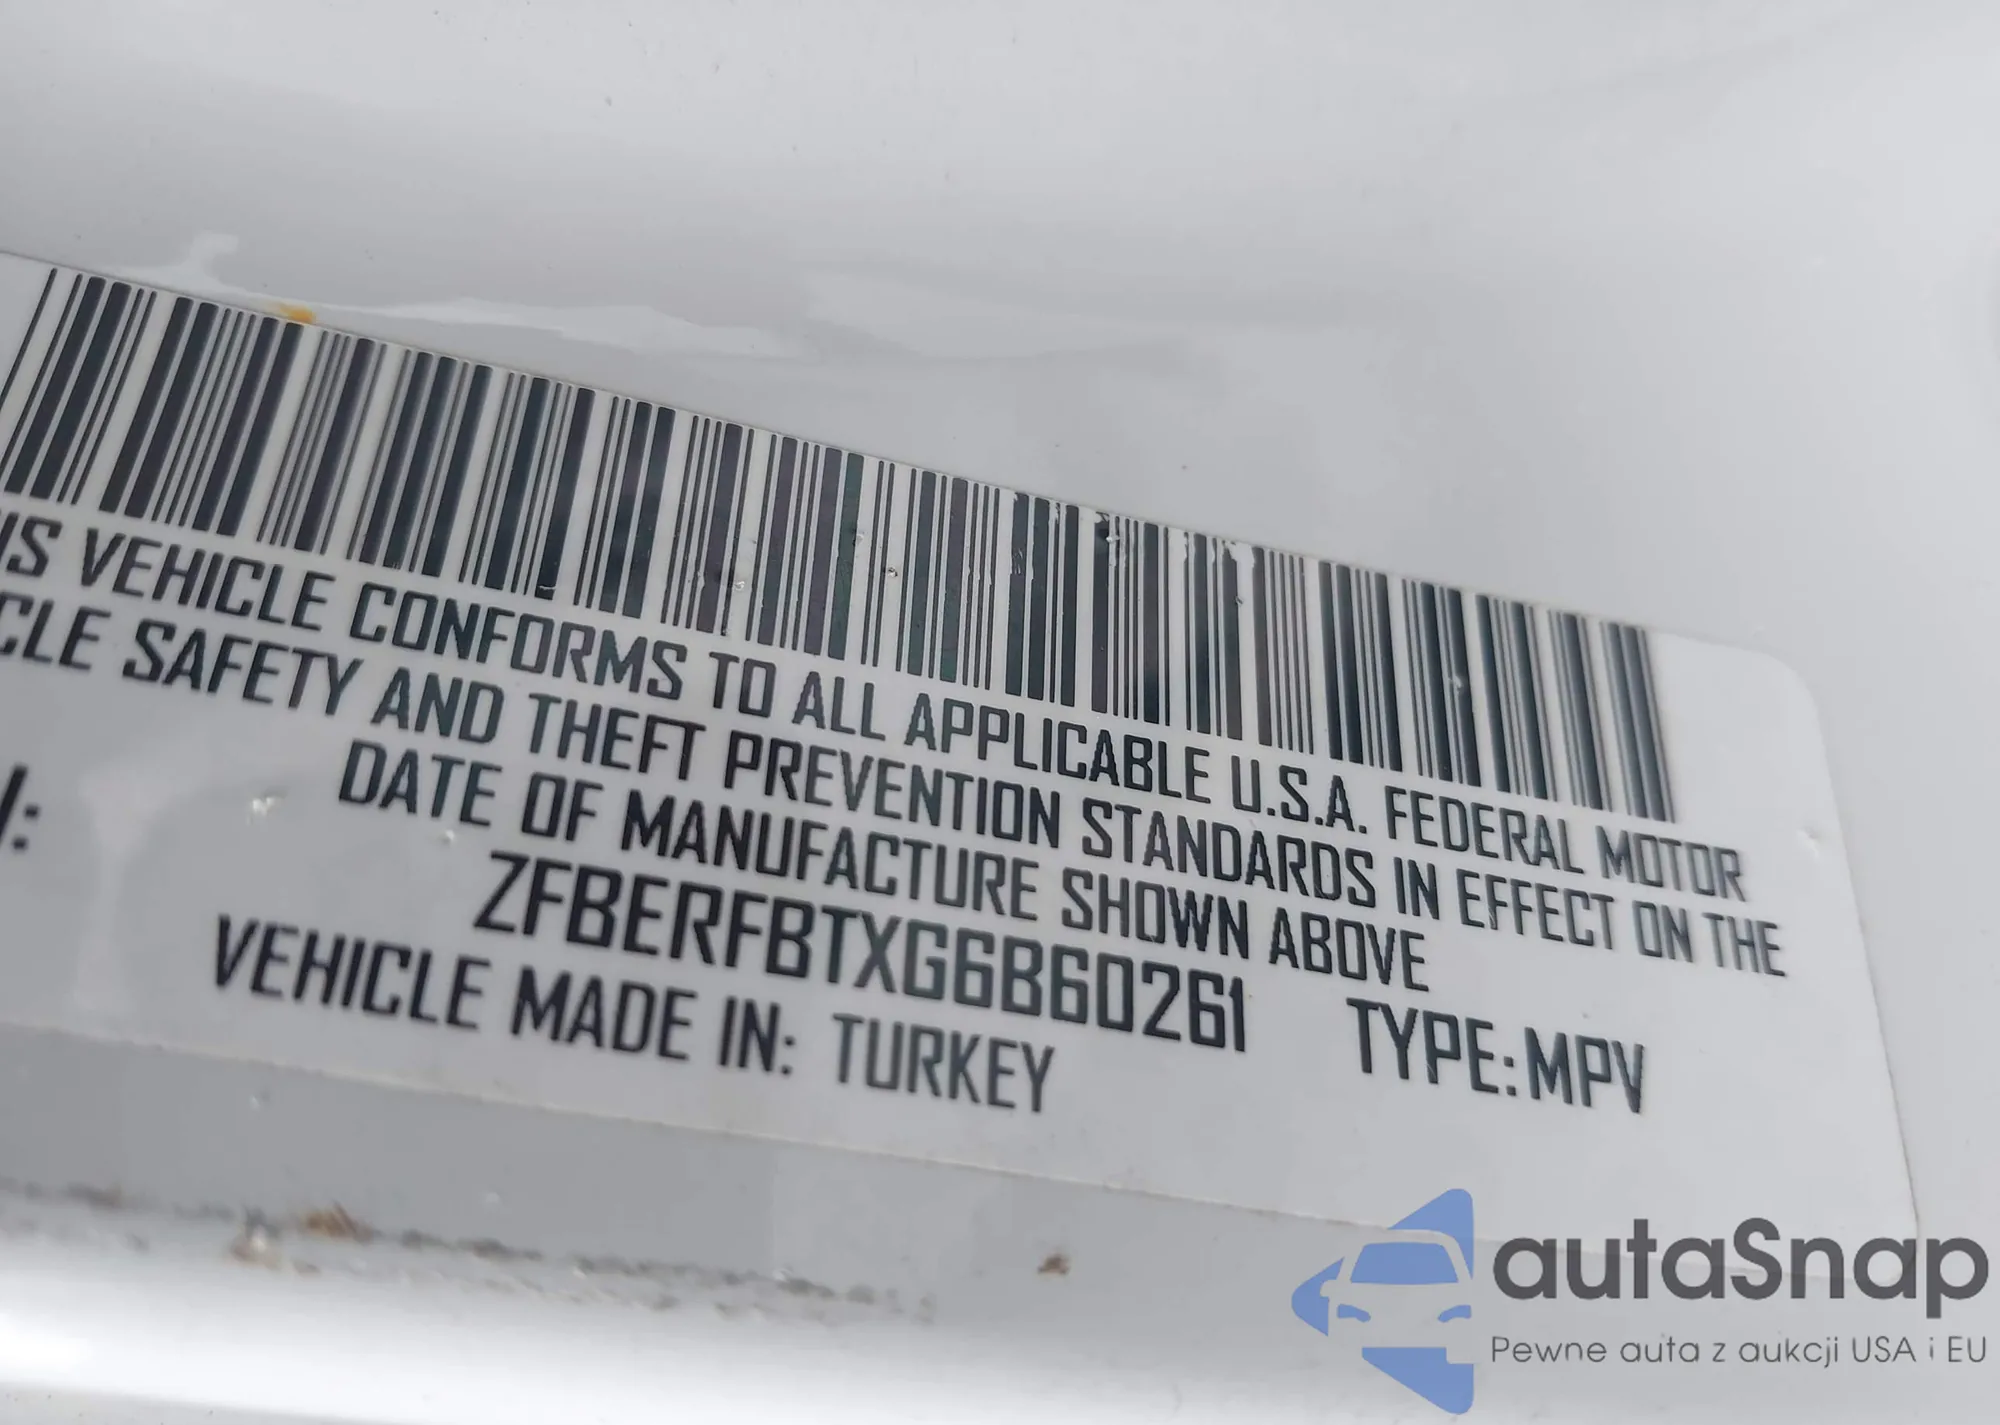 IS VEHICLE CONFORMS TO ALL APPLICABLE U.S.A. FEDERAL MOTOR
CLE SAFETY AND THEFT PREVENTION STANDARDS IN EFFECT ON THE
DATE OF MANUFACTURE SHOWN ABOVE
: ZFBERFBTXG6B60261 TYPE:MPV
VEHICLE MADE IN: TURKEY
autaSnap
Pewne auta z aukcji USA i EU